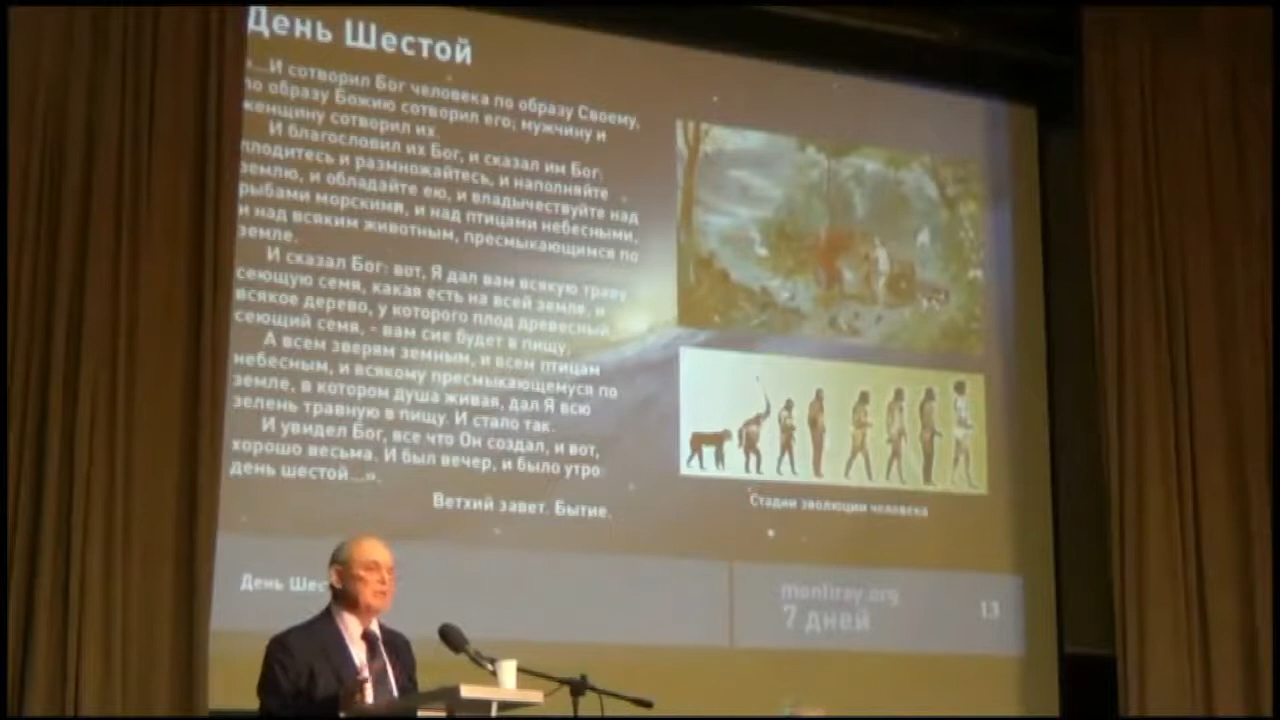 День Шестой
«...И сотворил Бог человека по образу Своему,
по образу Божию сотворил его; мужчину и
женщину сотворил их.
И благословил их Бог, и сказал им Бог:
плодитесь и размножайтесь, и наполняйте
землю, и обладайте ею, и владычествуйте над
рыбами морскими, и над птицами небесными,
и над всяким животным, пресмыкающимся по
земле.
И сказал Бог: вот, Я дал вам всякую траву
сеющую семя, какая есть на всей земле, и
всякое дерево, у которого плод древесный,
сеющий семя, - вам сие будет в пищу;
А всем зверям земным, и всем птицам
небесным, и всякому пресмыкающемуся по
земле, в котором душа живая, дал Я всю
зелень травную в пищу. И стало так.
И увидел Бог, все что Он создал, и вот,
хорошо весьма. И был вечер, и было утро:
день шестой...».
Ветхий завет. Бытие.
Стадии эволюции человека
День Шес
7 дней
13